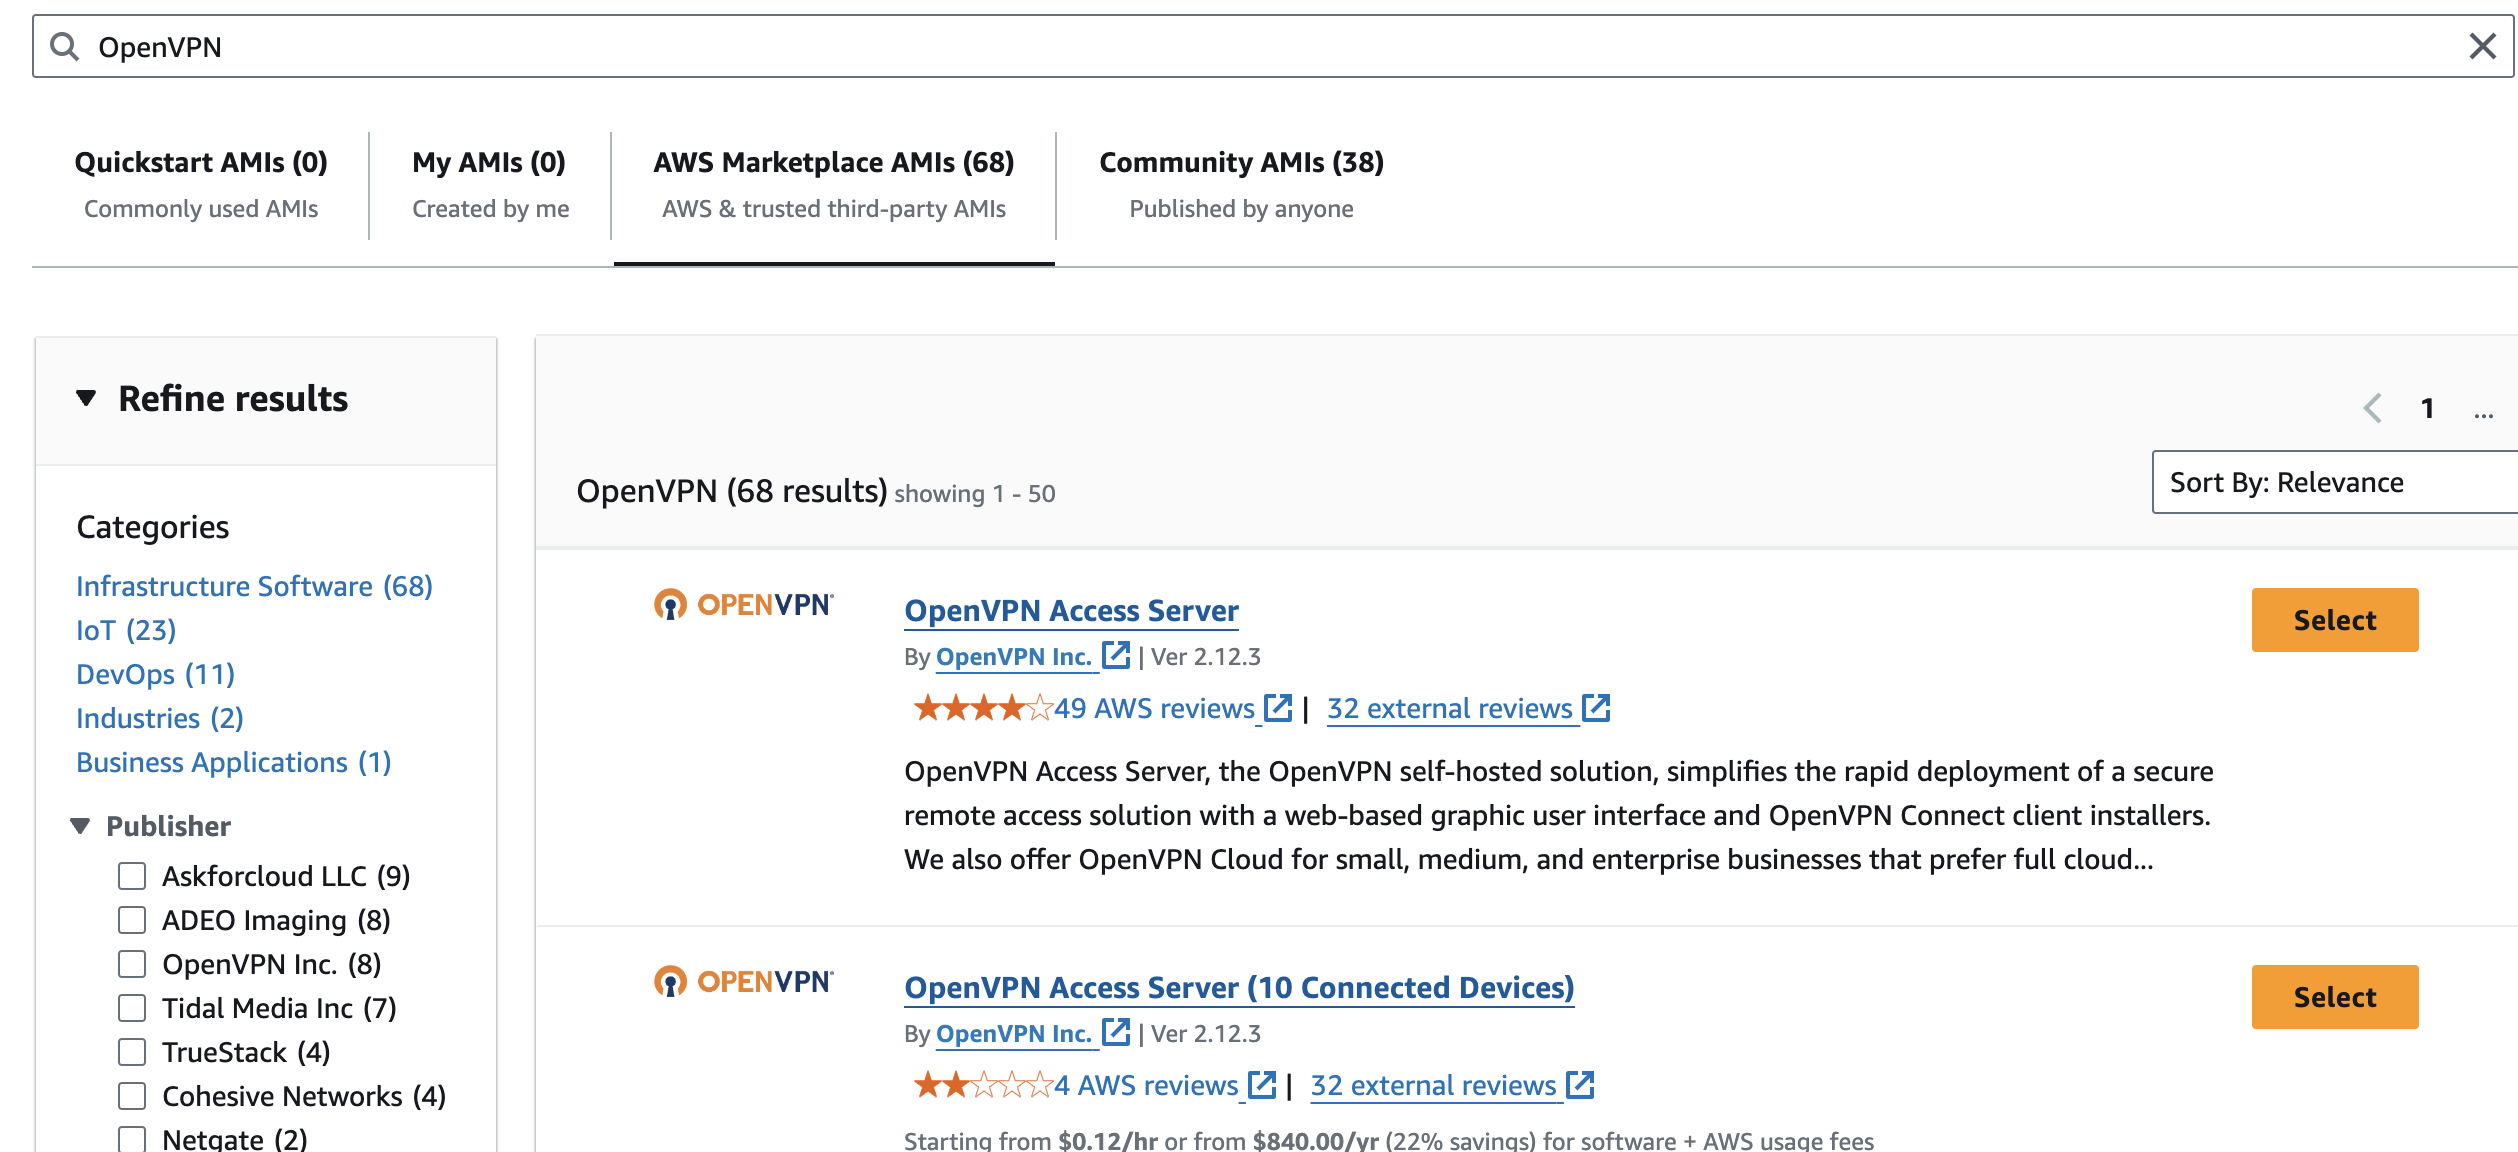 OpenVPN
Quickstart AMIs (0)
Commonly used AMIs
My AMIs (0)
Created by me
AWS Marketplace AMIs (68)
AWS & trusted third-party AMIs
Community AMIs (38)
Published by anyone
Refine results
Categories
Infrastructure Software (68)
IoT (23)
DevOps (11)
Industries (2)
Business Applications (1)
Publisher
Askforcloud LLC (9)
ADEO Imaging (8)
OpenVPN Inc. (8)
Tidal Media Inc (7)
TrueStack (4)
Cohesive Networks (4)
Netgate (2)
1 ...
OpenVPN (68 results) showing 1 - 50
Sort By: Relevance
OPENVPN
OpenVPN Access Server
Select
By OpenVPN Inc. | Ver 2.12.3
49 AWS reviews | 32 external reviews
OpenVPN Access Server, the OpenVPN self-hosted solution, simplifies the rapid deployment of a secure
remote access solution with a web-based graphic user interface and OpenVPN Connect client installers.
We also offer OpenVPN Cloud for small, medium, and enterprise businesses that prefer full cloud...
OPENVPN
OpenVPN Access Server (10 Connected Devices)
Select
By OpenVPN Inc. | Ver 2.12.3
4 AWS reviews | 32 external reviews
Starting from $0.12/hr or from $840.00/yr (22% savings) for software + AWS usage fees